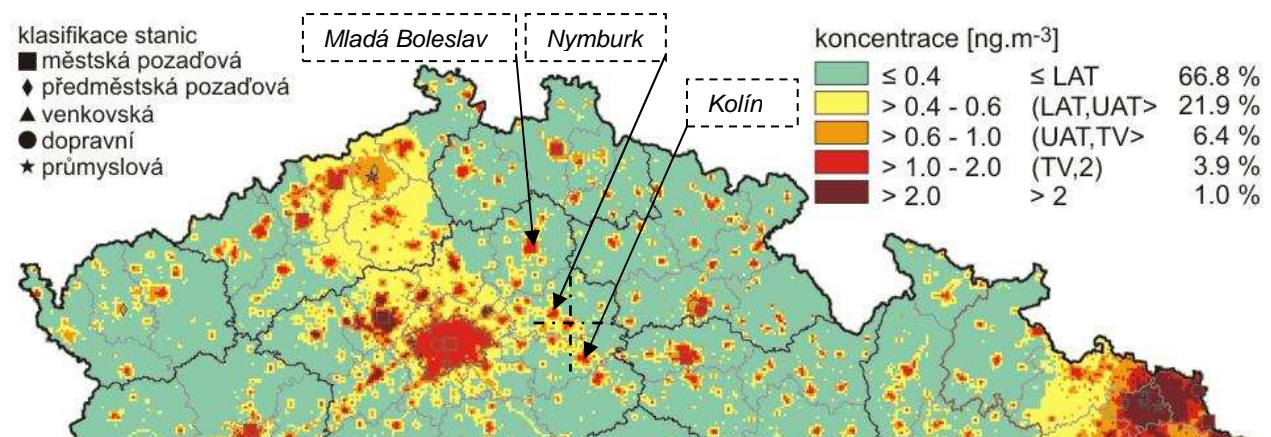 klasifikace stanic
městská pozaďová
předměstská pozaďová
venkovská
dopravní
průmyslová
Mladá Boleslav
Nymburk
Kolín
koncentrace [ng.m-3]
≤ 0.4 ≤ LAT 66.8 %
> 0.4 - 0.6 (LAT,UAT> 21.9 %
> 0.6 - 1.0 (UAT,TV> 6.4 %
> 1.0 - 2.0 (TV,2) 3.9 %
> 2.0 > 2 1.0 %